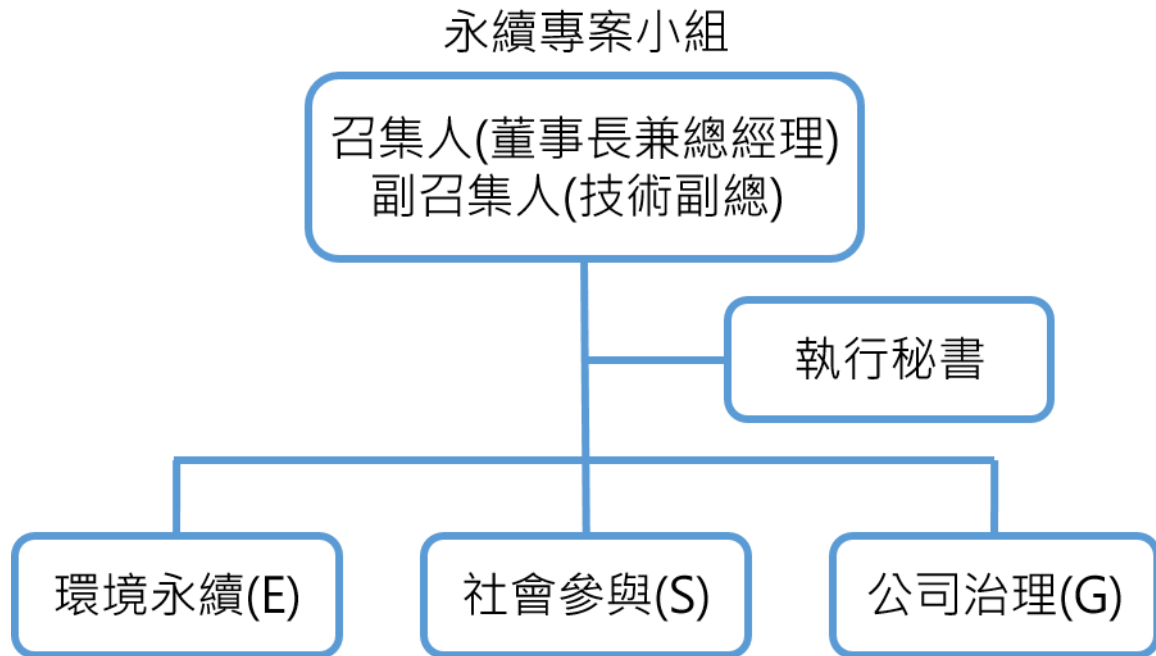 永續專案小組
召集人(董事長兼總經理)
副召集人(技術副總)
執行秘書
環境永續(E)
社會參與(S)
公司治理(G)